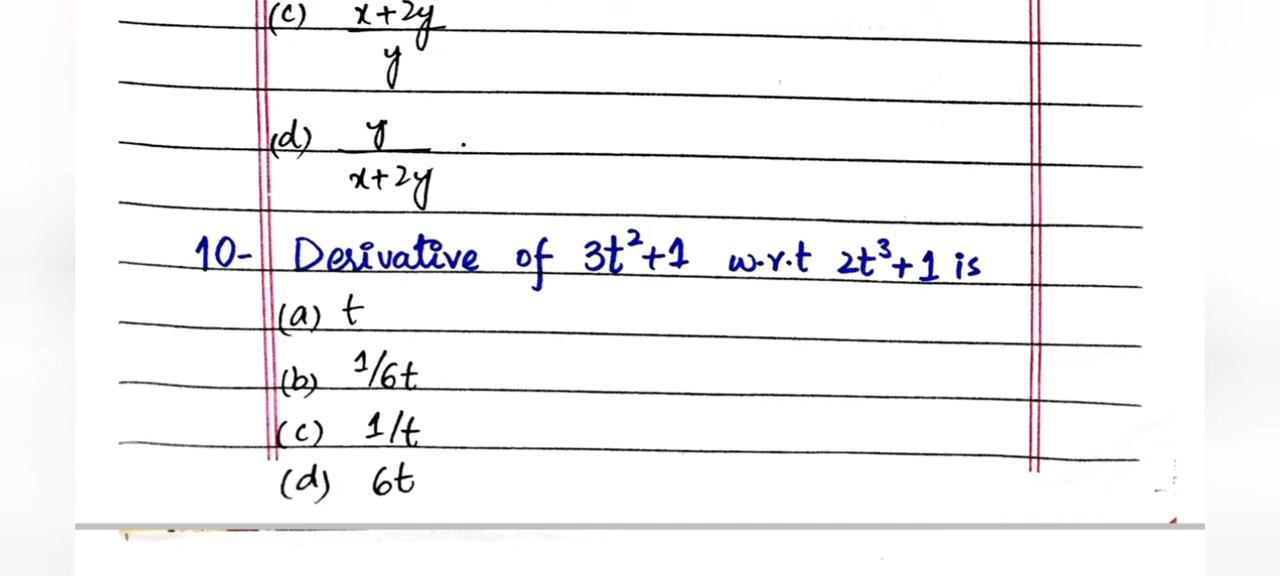 (c) x+2y
y
(d) y
x+2y
10- Derivative of 3t²+1 w.r.t 2t³+1 is
(a) t
(b) 1/6t
(c) 1/t
(d) 6t